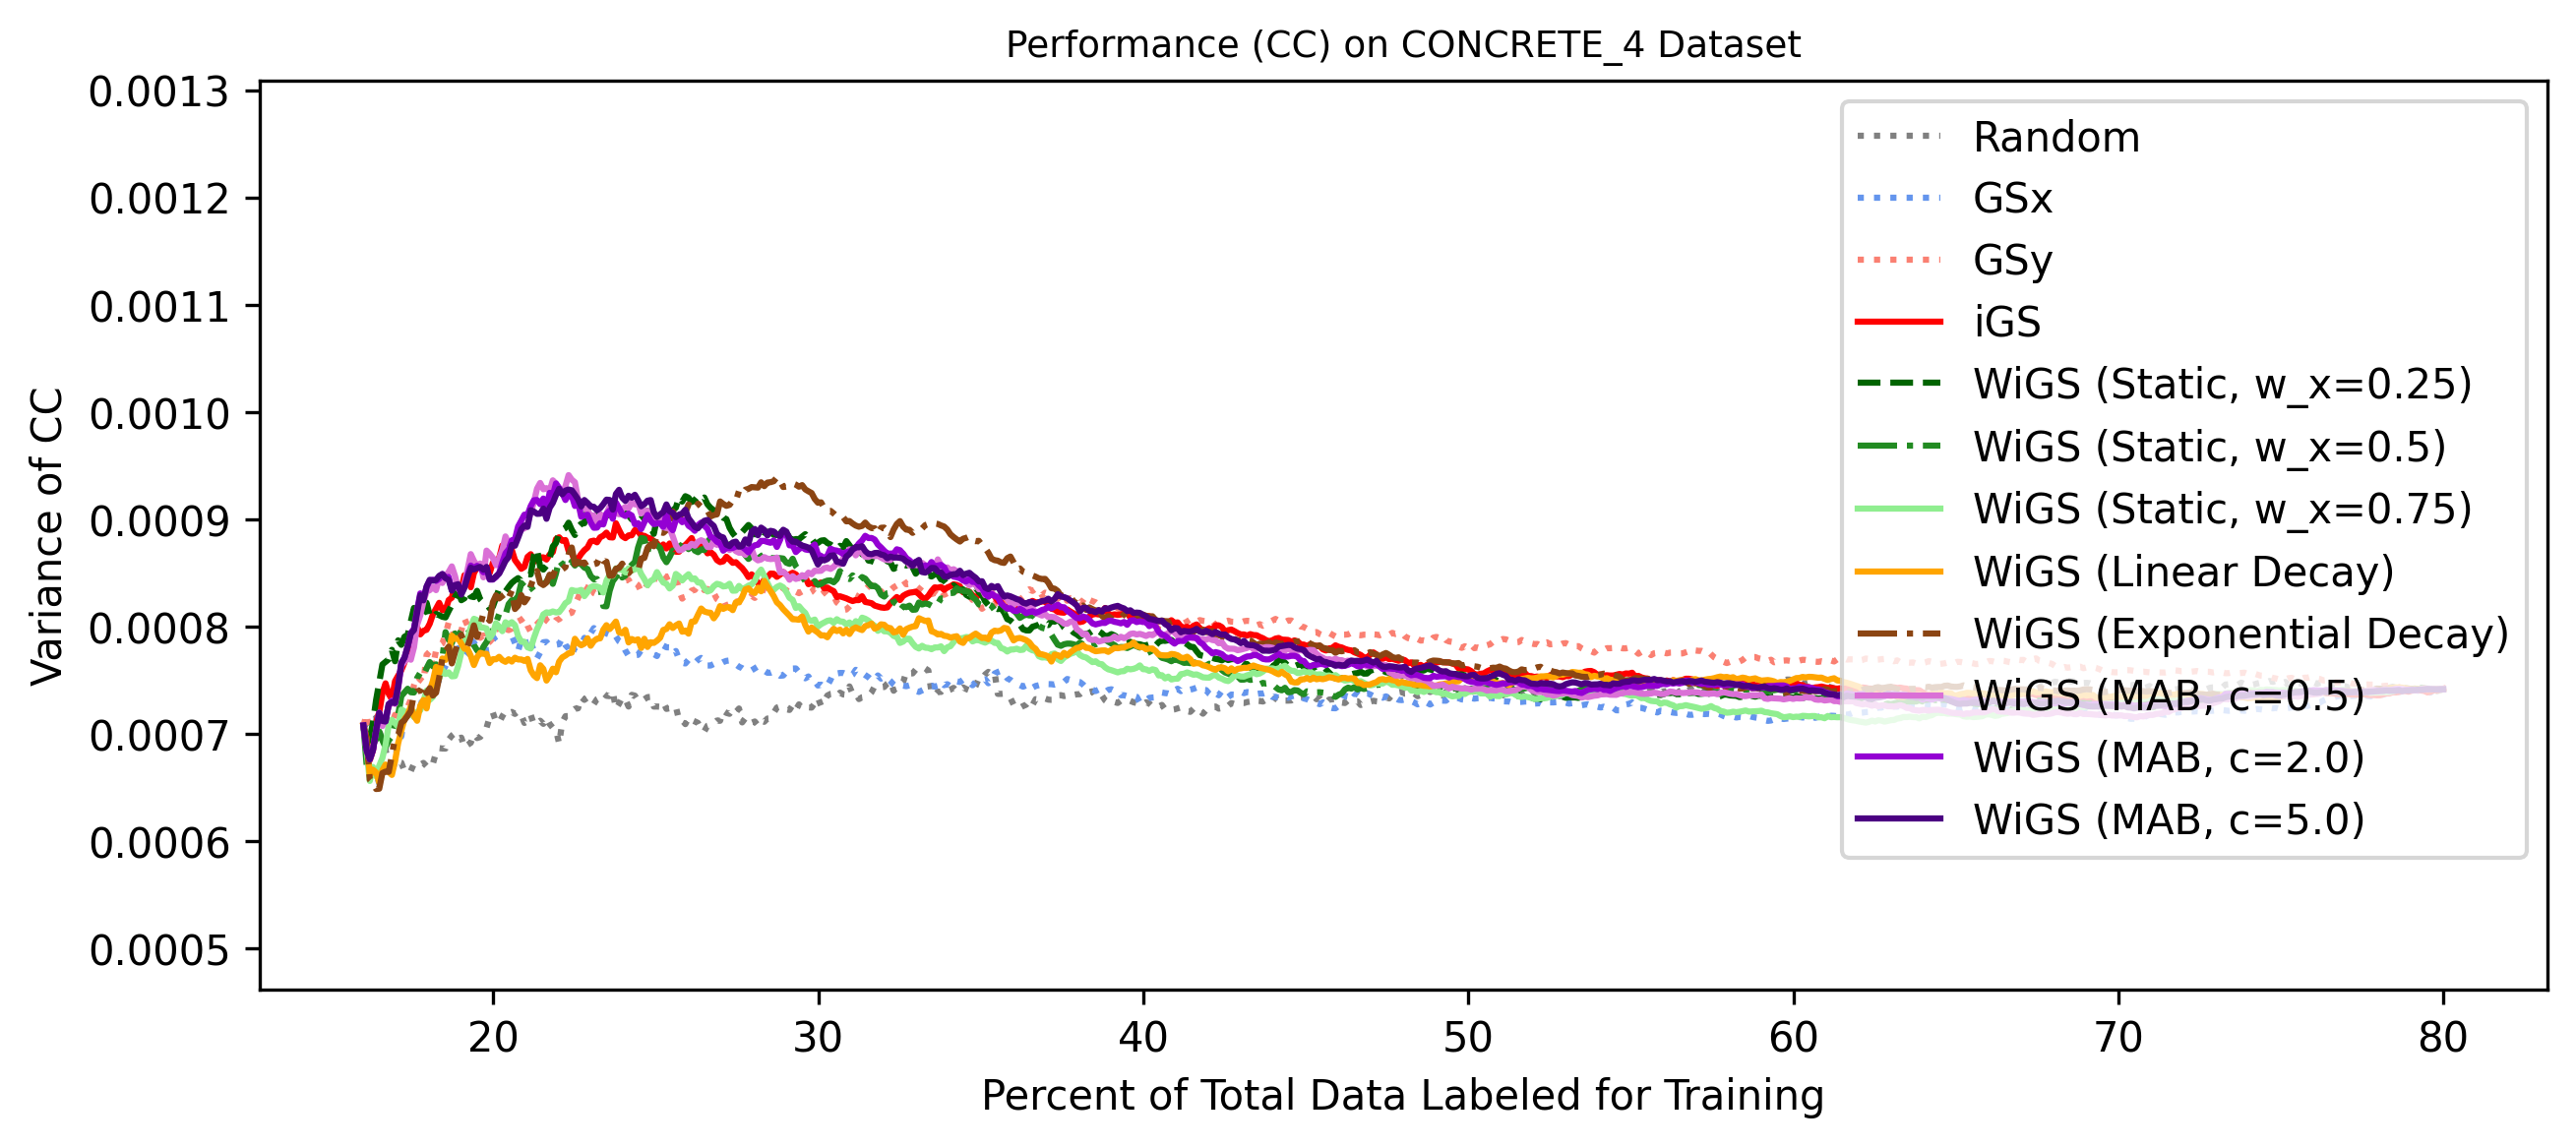 Performance (CC) on CONCRETE_4 Dataset
Variance of CC
0.0013
0.0012
0.0011
0.0010
0.0009
0.0008
0.0007
0.0006
0.0005
Random
GSx
GSy
iGS
WiGS (Static, w_x=0.25)
WiGS (Static, w_x=0.5)
WiGS (Static, w_x=0.75)
WiGS (Linear Decay)
WiGS (Exponential Decay)
WiGS (MAB, c=0.5)
WiGS (MAB, c=2.0)
WiGS (MAB, c=5.0)
20 30 40 50 60 70 80
Percent of Total Data Labeled for Training